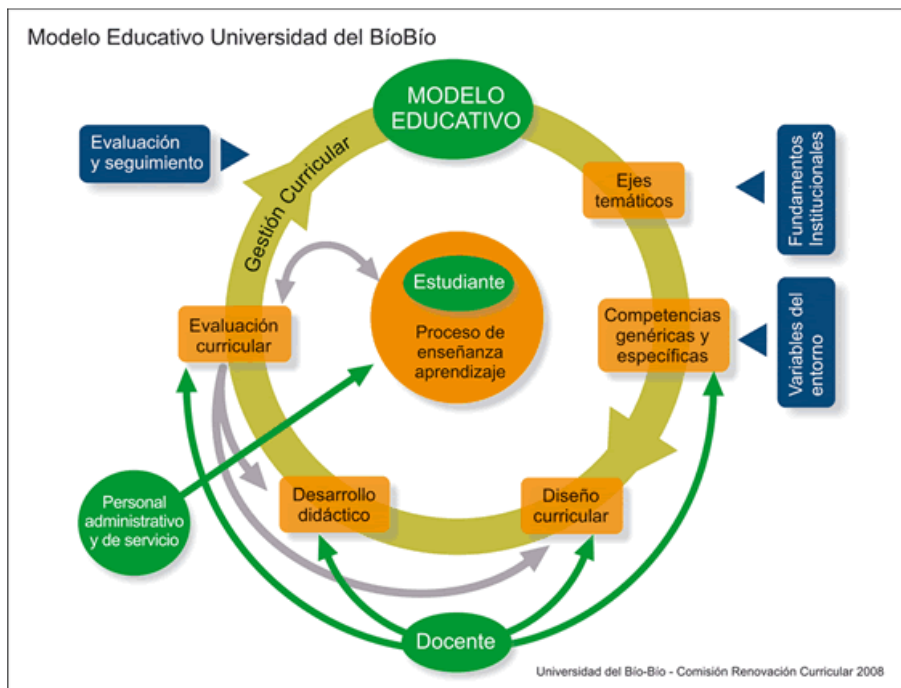 Modelo Educativo Universidad del BíoBío
MODELO
EDUCATIVO
Evaluación
y seguimiento
Gestión Curricular
Ejes
temáticos
Fundamentos
Institucionales
Estudiante
Proceso de
enseñanza
aprendizaje
Evaluación
curricular
Competencias
genéricas y
específicas
Variables del
entorno
Personal
administrativo
y de servicio
Desarrollo
didáctico
Diseño
curricular
Docente
Universidad del Bío-Bío - Comisión Renovación Curricular 2008